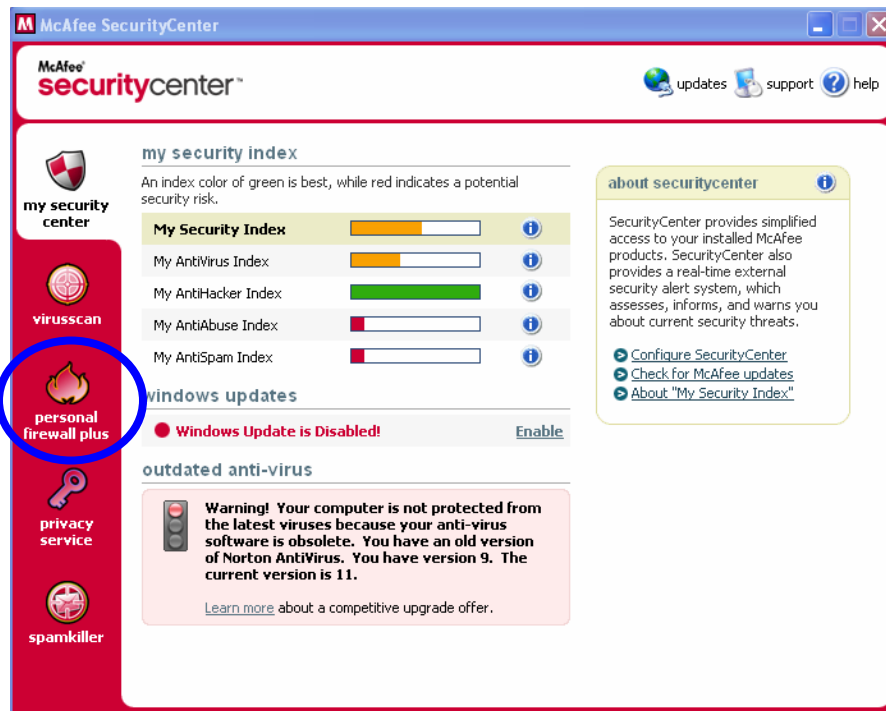 McAfee SecurityCenter
McAfee®
securitycenter™
updates
support
help
my security center
virusscan
personal firewall plus
privacy service
spamkiller
my security index
An index color of green is best, while red indicates a potential
security risk.
My Security Index
My AntiVirus Index
My AntiHacker Index
My AntiAbuse Index
My AntiSpam Index
windows updates
Windows Update is Disabled!
Enable
outdated anti-virus
Warning! Your computer is not protected from
the latest viruses because your anti-virus
software is obsolete. You have an old version
of Norton AntiVirus. You have version 9. The
current version is 11.
Learn more about a competitive upgrade offer.
about securitycenter
SecurityCenter provides simplified
access to your installed McAfee
products. SecurityCenter also
provides a real-time external
security alert system, which
assesses, informs, and warns you
about current security threats.
Configure SecurityCenter
Check for McAfee updates
About "My Security Index"